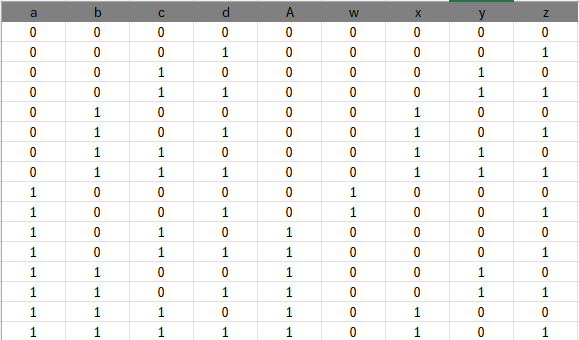 a b c d A w x y z
0 0 0 0 0 0 0 0 0
0 0 0 1 0 0 0 0 1
0 0 1 0 0 0 0 1 0
0 0 1 1 0 0 0 1 1
0 1 0 0 0 0 1 0 0
0 1 0 1 0 0 1 0 1
0 1 1 0 0 0 1 1 0
0 1 1 1 0 0 1 1 1
1 0 0 0 0 1 0 0 0
1 0 0 1 0 1 0 0 1
1 0 1 0 1 0 0 0 0
1 0 1 1 1 0 0 0 1
1 1 0 0 1 0 0 1 0
1 1 0 1 1 0 0 1 1
1 1 1 0 1 0 1 0 0
1 1 1 1 1 0 1 0 1